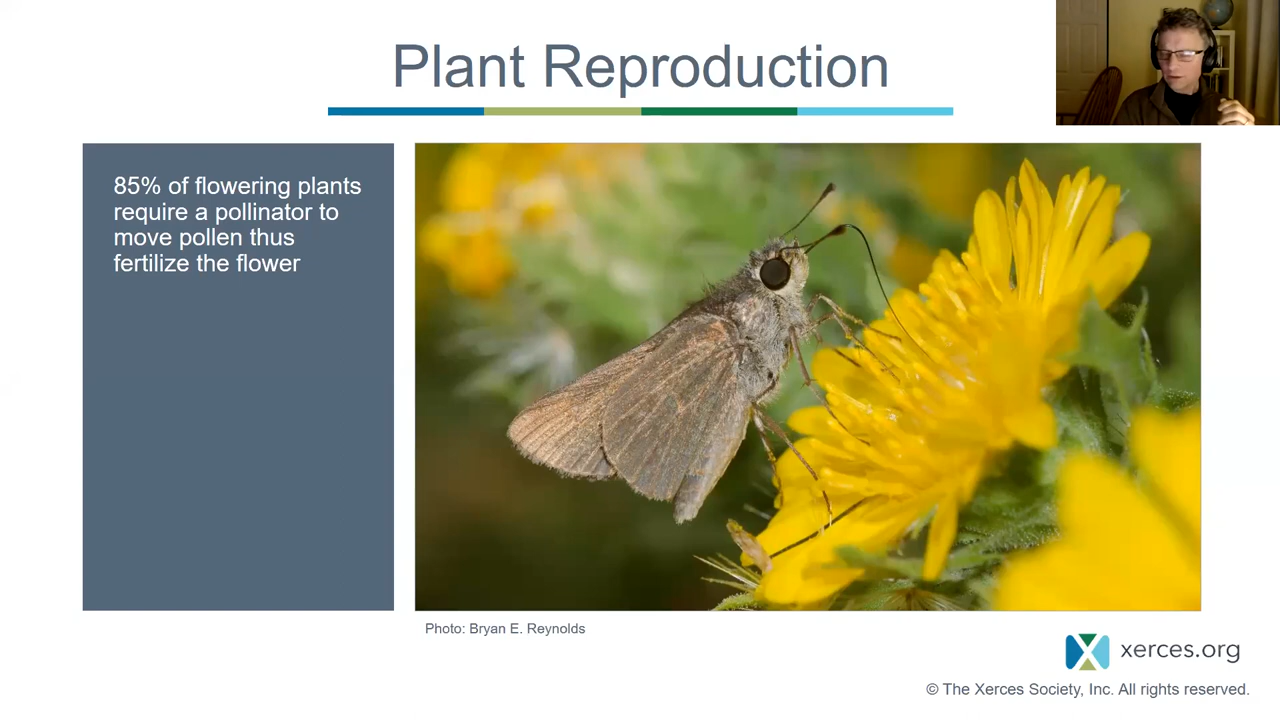 Plant Reproduction
85% of flowering plants
require a pollinator to
move pollen thus
fertilize the flower
Photo: Bryan E. Reynolds
xerces.org
© The Xerces Society, Inc. All rights reserved.